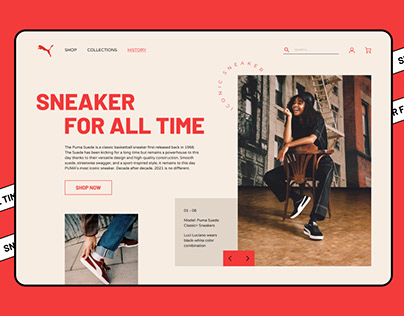 SHOP COLLECTIONS HISTORY
ICONIC SNEAKER
SNEAKER
FOR ALL TIME
The Puma Suede is a classic basketball sneaker first released back in 1968.
The Suede has been kicking for a long time but remains a powerhouse to this
day thanks to their versatile design and high quality construction. Smooth
suede, streamline swagger, and a sport-inspired style, it remains to this day
PUMA's most iconic sneaker. Decade after decade. 2021 is no different.
SHOP NOW
03 - 06
Model: Puma Suede
Classic+ Sneakers
Luci Luciano wears
black-white color
combination